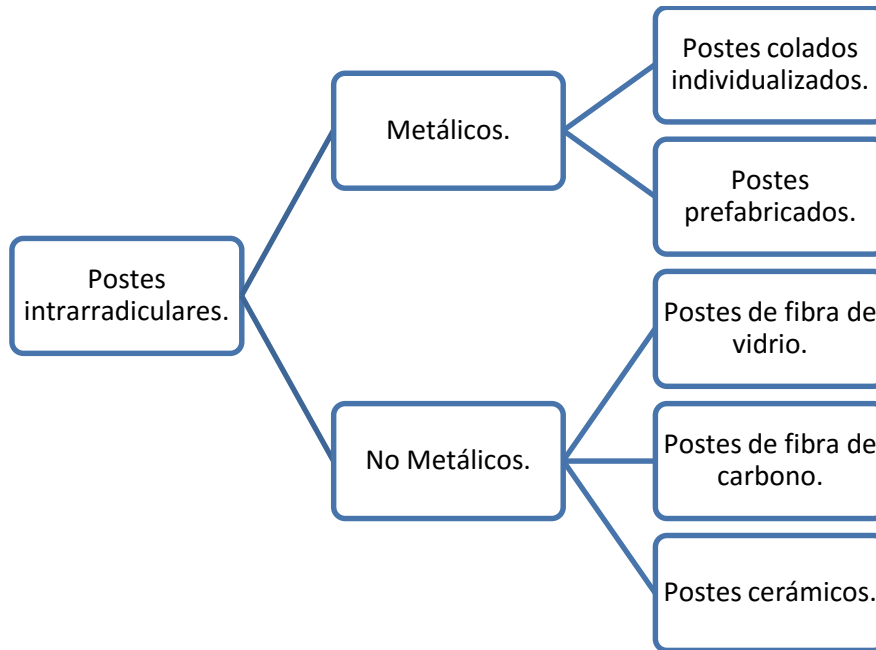 Postes
intrarradiculares.
Metálicos.
Postes colados
individualizados.
Postes
prefabricados.
No Metálicos.
Postes de fibra de
vidrio.
Postes de fibra de
carbono.
Postes cerámicos.